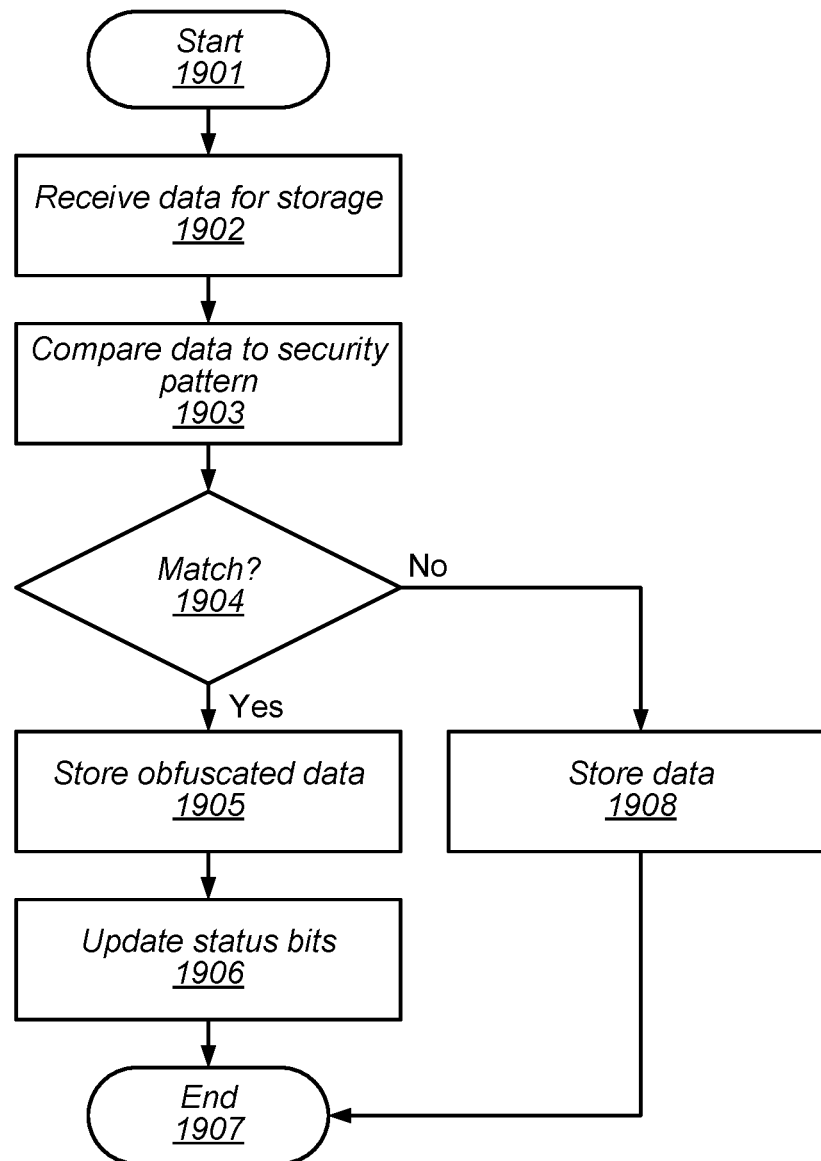 Start
1901
Receive data for storage
1902
Compare data to security
pattern
1903
Match?
1904
No
Yes
Store obfuscated data
1905
Store data
1908
Update status bits
1906
End
1907